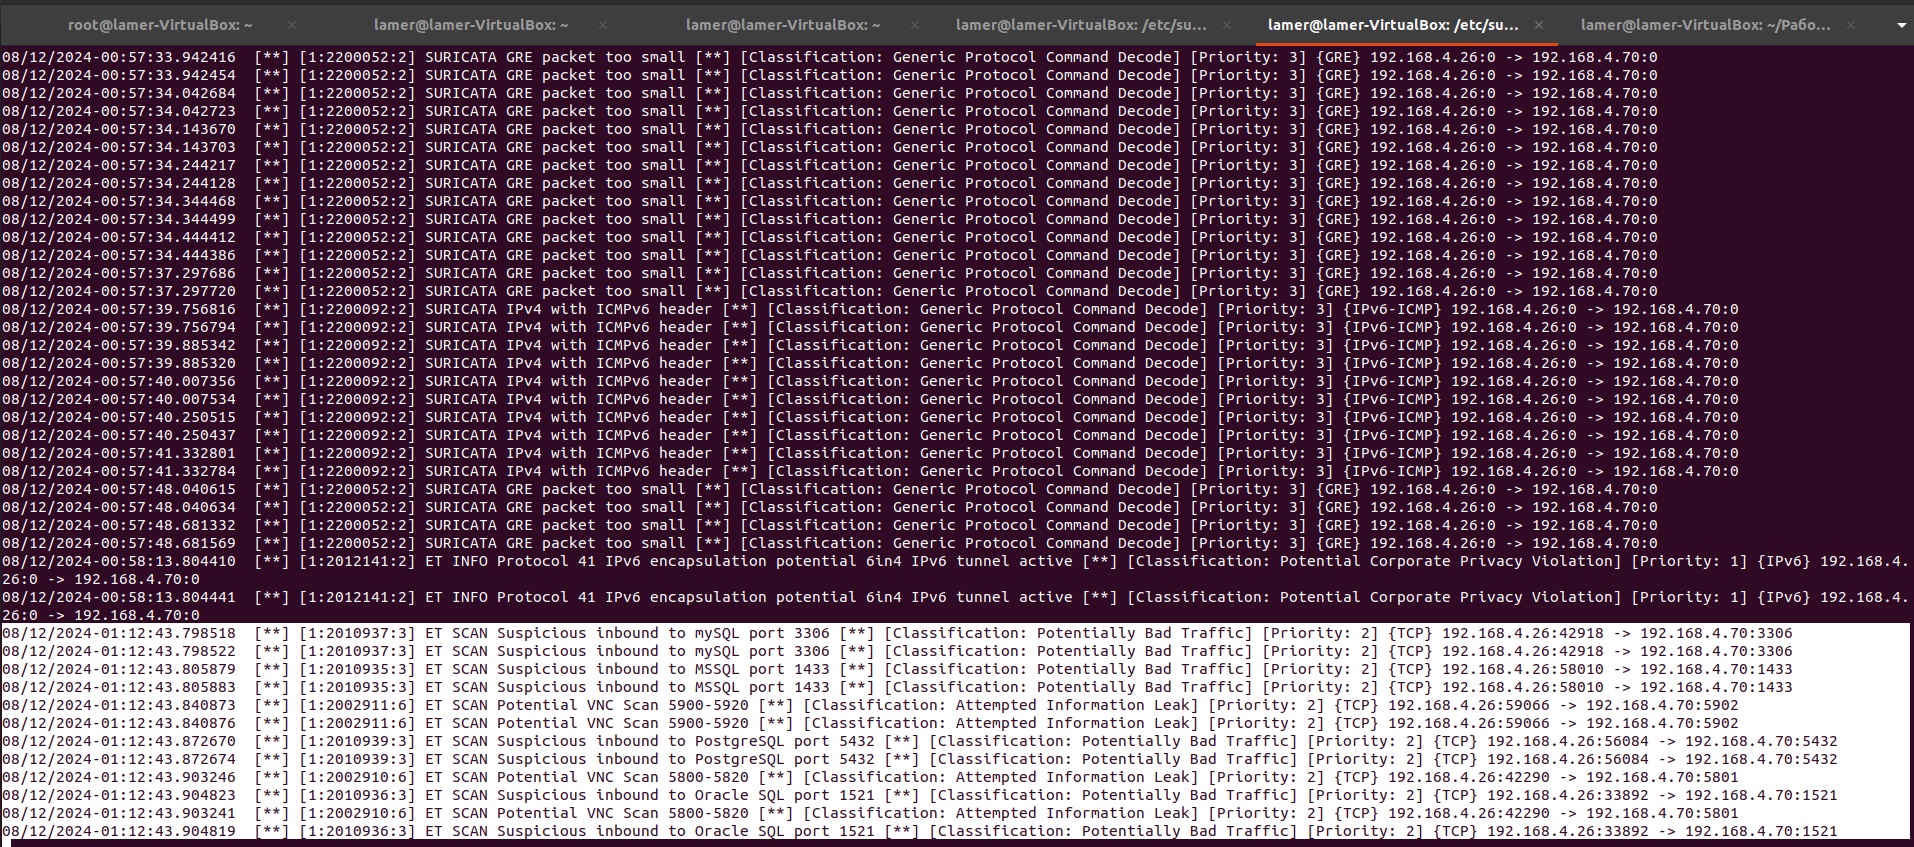 root@lamer-VirtualBox: ~
lamer@lamer-VirtualBox: ~
lamer@lamer-VirtualBox: ~
lamer@lamer-VirtualBox: /etc/su...
lamer@lamer-VirtualBox: /etc/su...
lamer@lamer-VirtualBox: ~/Рабо...
08/12/2024-00:57:33.942416  [**] [1:2200052:2] SURICATA GRE packet too small [**] [Classification: Generic Protocol Command Decode] [Priority: 3] {GRE} 192.168.4.26:0 -> 192.168.4.70:0
08/12/2024-00:57:33.942454  [**] [1:2200052:2] SURICATA GRE packet too small [**] [Classification: Generic Protocol Command Decode] [Priority: 3] {GRE} 192.168.4.26:0 -> 192.168.4.70:0
08/12/2024-00:57:34.042684  [**] [1:2200052:2] SURICATA GRE packet too small [**] [Classification: Generic Protocol Command Decode] [Priority: 3] {GRE} 192.168.4.26:0 -> 192.168.4.70:0
08/12/2024-00:57:34.042723  [**] [1:2200052:2] SURICATA GRE packet too small [**] [Classification: Generic Protocol Command Decode] [Priority: 3] {GRE} 192.168.4.26:0 -> 192.168.4.70:0
08/12/2024-00:57:34.143670  [**] [1:2200052:2] SURICATA GRE packet too small [**] [Classification: Generic Protocol Command Decode] [Priority: 3] {GRE} 192.168.4.26:0 -> 192.168.4.70:0
08/12/2024-00:57:34.143703  [**] [1:2200052:2] SURICATA GRE packet too small [**] [Classification: Generic Protocol Command Decode] [Priority: 3] {GRE} 192.168.4.26:0 -> 192.168.4.70:0
08/12/2024-00:57:34.244217  [**] [1:2200052:2] SURICATA GRE packet too small [**] [Classification: Generic Protocol Command Decode] [Priority: 3] {GRE} 192.168.4.26:0 -> 192.168.4.70:0
08/12/2024-00:57:34.244128  [**] [1:2200052:2] SURICATA GRE packet too small [**] [Classification: Generic Protocol Command Decode] [Priority: 3] {GRE} 192.168.4.26:0 -> 192.168.4.70:0
08/12/2024-00:57:34.344468  [**] [1:2200052:2] SURICATA GRE packet too small [**] [Classification: Generic Protocol Command Decode] [Priority: 3] {GRE} 192.168.4.26:0 -> 192.168.4.70:0
08/12/2024-00:57:34.344499  [**] [1:2200052:2] SURICATA GRE packet too small [**] [Classification: Generic Protocol Command Decode] [Priority: 3] {GRE} 192.168.4.26:0 -> 192.168.4.70:0
08/12/2024-00:57:34.444412  [**] [1:2200052:2] SURICATA GRE packet too small [**] [Classification: Generic Protocol Command Decode] [Priority: 3] {GRE} 192.168.4.26:0 -> 192.168.4.70:0
08/12/2024-00:57:34.444386  [**] [1:2200052:2] SURICATA GRE packet too small [**] [Classification: Generic Protocol Command Decode] [Priority: 3] {GRE} 192.168.4.26:0 -> 192.168.4.70:0
08/12/2024-00:57:37.297686  [**] [1:2200052:2] SURICATA GRE packet too small [**] [Classification: Generic Protocol Command Decode] [Priority: 3] {GRE} 192.168.4.26:0 -> 192.168.4.70:0
08/12/2024-00:57:37.297720  [**] [1:2200052:2] SURICATA GRE packet too small [**] [Classification: Generic Protocol Command Decode] [Priority: 3] {GRE} 192.168.4.26:0 -> 192.168.4.70:0
08/12/2024-00:57:39.756816  [**] [1:2200092:2] SURICATA IPv4 with ICMPv6 header [**] [Classification: Generic Protocol Command Decode] [Priority: 3] {IPv6-ICMP} 192.168.4.26:0 -> 192.168.4.70:0
08/12/2024-00:57:39.756794  [**] [1:2200092:2] SURICATA IPv4 with ICMPv6 header [**] [Classification: Generic Protocol Command Decode] [Priority: 3] {IPv6-ICMP} 192.168.4.26:0 -> 192.168.4.70:0
08/12/2024-00:57:39.885342  [**] [1:2200092:2] SURICATA IPv4 with ICMPv6 header [**] [Classification: Generic Protocol Command Decode] [Priority: 3] {IPv6-ICMP} 192.168.4.26:0 -> 192.168.4.70:0
08/12/2024-00:57:39.885320  [**] [1:2200092:2] SURICATA IPv4 with ICMPv6 header [**] [Classification: Generic Protocol Command Decode] [Priority: 3] {IPv6-ICMP} 192.168.4.26:0 -> 192.168.4.70:0
08/12/2024-00:57:40.007356  [**] [1:2200092:2] SURICATA IPv4 with ICMPv6 header [**] [Classification: Generic Protocol Command Decode] [Priority: 3] {IPv6-ICMP} 192.168.4.26:0 -> 192.168.4.70:0
08/12/2024-00:57:40.007534  [**] [1:2200092:2] SURICATA IPv4 with ICMPv6 header [**] [Classification: Generic Protocol Command Decode] [Priority: 3] {IPv6-ICMP} 192.168.4.26:0 -> 192.168.4.70:0
08/12/2024-00:57:40.250515  [**] [1:2200092:2] SURICATA IPv4 with ICMPv6 header [**] [Classification: Generic Protocol Command Decode] [Priority: 3] {IPv6-ICMP} 192.168.4.26:0 -> 192.168.4.70:0
08/12/2024-00:57:40.250437  [**] [1:2200092:2] SURICATA IPv4 with ICMPv6 header [**] [Classification: Generic Protocol Command Decode] [Priority: 3] {IPv6-ICMP} 192.168.4.26:0 -> 192.168.4.70:0
08/12/2024-00:57:41.332801  [**] [1:2200092:2] SURICATA IPv4 with ICMPv6 header [**] [Classification: Generic Protocol Command Decode] [Priority: 3] {IPv6-ICMP} 192.168.4.26:0 -> 192.168.4.70:0
08/12/2024-00:57:41.332784  [**] [1:2200092:2] SURICATA IPv4 with ICMPv6 header [**] [Classification: Generic Protocol Command Decode] [Priority: 3] {IPv6-ICMP} 192.168.4.26:0 -> 192.168.4.70:0
08/12/2024-00:57:48.040615  [**] [1:2200052:2] SURICATA GRE packet too small [**] [Classification: Generic Protocol Command Decode] [Priority: 3] {GRE} 192.168.4.26:0 -> 192.168.4.70:0
08/12/2024-00:57:48.040634  [**] [1:2200052:2] SURICATA GRE packet too small [**] [Classification: Generic Protocol Command Decode] [Priority: 3] {GRE} 192.168.4.26:0 -> 192.168.4.70:0
08/12/2024-00:57:48.681332  [**] [1:2200052:2] SURICATA GRE packet too small [**] [Classification: Generic Protocol Command Decode] [Priority: 3] {GRE} 192.168.4.26:0 -> 192.168.4.70:0
08/12/2024-00:57:48.681569  [**] [1:2200052:2] SURICATA GRE packet too small [**] [Classification: Generic Protocol Command Decode] [Priority: 3] {GRE} 192.168.4.26:0 -> 192.168.4.70:0
08/12/2024-00:58:13.804410  [**] [1:2012141:2] ET INFO Protocol 41 IPv6 encapsulation potential 6in4 IPv6 tunnel active [**] [Classification: Potential Corporate Privacy Violation] [Priority: 1] {IPv6} 192.168.4.
26:0 -> 192.168.4.70:0
08/12/2024-00:58:13.804441  [**] [1:2012141:2] ET INFO Protocol 41 IPv6 encapsulation potential 6in4 IPv6 tunnel active [**] [Classification: Potential Corporate Privacy Violation] [Priority: 1] {IPv6} 192.168.4.
26:0 -> 192.168.4.70:0
08/12/2024-01:12:43.798518  [**] [1:2010937:3] ET SCAN Suspicious inbound to mySQL port 3306 [**] [Classification: Potentially Bad Traffic] [Priority: 2] {TCP} 192.168.4.26:42918 -> 192.168.4.70:3306
08/12/2024-01:12:43.798522  [**] [1:2010937:3] ET SCAN Suspicious inbound to mySQL port 3306 [**] [Classification: Potentially Bad Traffic] [Priority: 2] {TCP} 192.168.4.26:42918 -> 192.168.4.70:3306
08/12/2024-01:12:43.805879  [**] [1:2010935:3] ET SCAN Suspicious inbound to MSSQL port 1433 [**] [Classification: Potentially Bad Traffic] [Priority: 2] {TCP} 192.168.4.26:58010 -> 192.168.4.70:1433
08/12/2024-01:12:43.805883  [**] [1:2010935:3] ET SCAN Suspicious inbound to MSSQL port 1433 [**] [Classification: Potentially Bad Traffic] [Priority: 2] {TCP} 192.168.4.26:58010 -> 192.168.4.70:1433
08/12/2024-01:12:43.840873  [**] [1:2002911:6] ET SCAN Potential VNC Scan 5900-5920 [**] [Classification: Attempted Information Leak] [Priority: 2] {TCP} 192.168.4.26:59066 -> 192.168.4.70:5902
08/12/2024-01:12:43.840876  [**] [1:2002911:6] ET SCAN Potential VNC Scan 5900-5920 [**] [Classification: Attempted Information Leak] [Priority: 2] {TCP} 192.168.4.26:59066 -> 192.168.4.70:5902
08/12/2024-01:12:43.872670  [**] [1:2010939:3] ET SCAN Suspicious inbound to PostgreSQL port 5432 [**] [Classification: Potentially Bad Traffic] [Priority: 2] {TCP} 192.168.4.26:56084 -> 192.168.4.70:5432
08/12/2024-01:12:43.872674  [**] [1:2010939:3] ET SCAN Suspicious inbound to PostgreSQL port 5432 [**] [Classification: Potentially Bad Traffic] [Priority: 2] {TCP} 192.168.4.26:56084 -> 192.168.4.70:5432
08/12/2024-01:12:43.903246  [**] [1:2002910:6] ET SCAN Potential VNC Scan 5800-5820 [**] [Classification: Attempted Information Leak] [Priority: 2] {TCP} 192.168.4.26:42290 -> 192.168.4.70:5801
08/12/2024-01:12:43.904823  [**] [1:2010936:3] ET SCAN Suspicious inbound to Oracle SQL port 1521 [**] [Classification: Potentially Bad Traffic] [Priority: 2] {TCP} 192.168.4.26:33892 -> 192.168.4.70:1521
08/12/2024-01:12:43.903241  [**] [1:2002910:6] ET SCAN Potential VNC Scan 5800-5820 [**] [Classification: Attempted Information Leak] [Priority: 2] {TCP} 192.168.4.26:42290 -> 192.168.4.70:5801
08/12/2024-01:12:43.904819  [**] [1:2010936:3] ET SCAN Suspicious inbound to Oracle SQL port 1521 [**] [Classification: Potentially Bad Traffic] [Priority: 2] {TCP} 192.168.4.26:33892 -> 192.168.4.70:1521